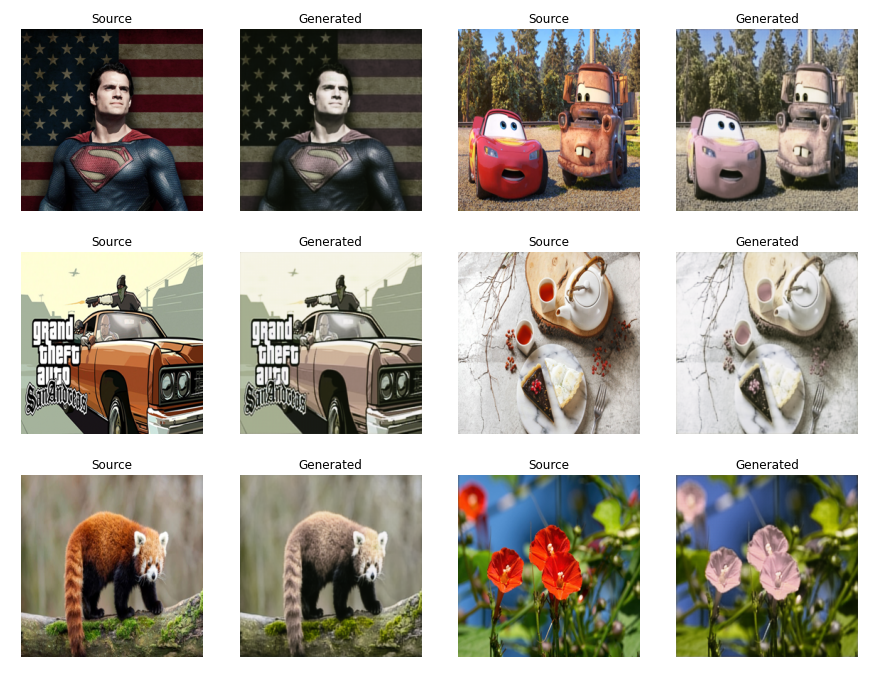 Source
Generated
Source
Generated
Source
Generated
Source
Generated
grand
theft
auto
San Andreas
grand
theft
auto
San Andreas
Source
Generated
Source
Generated